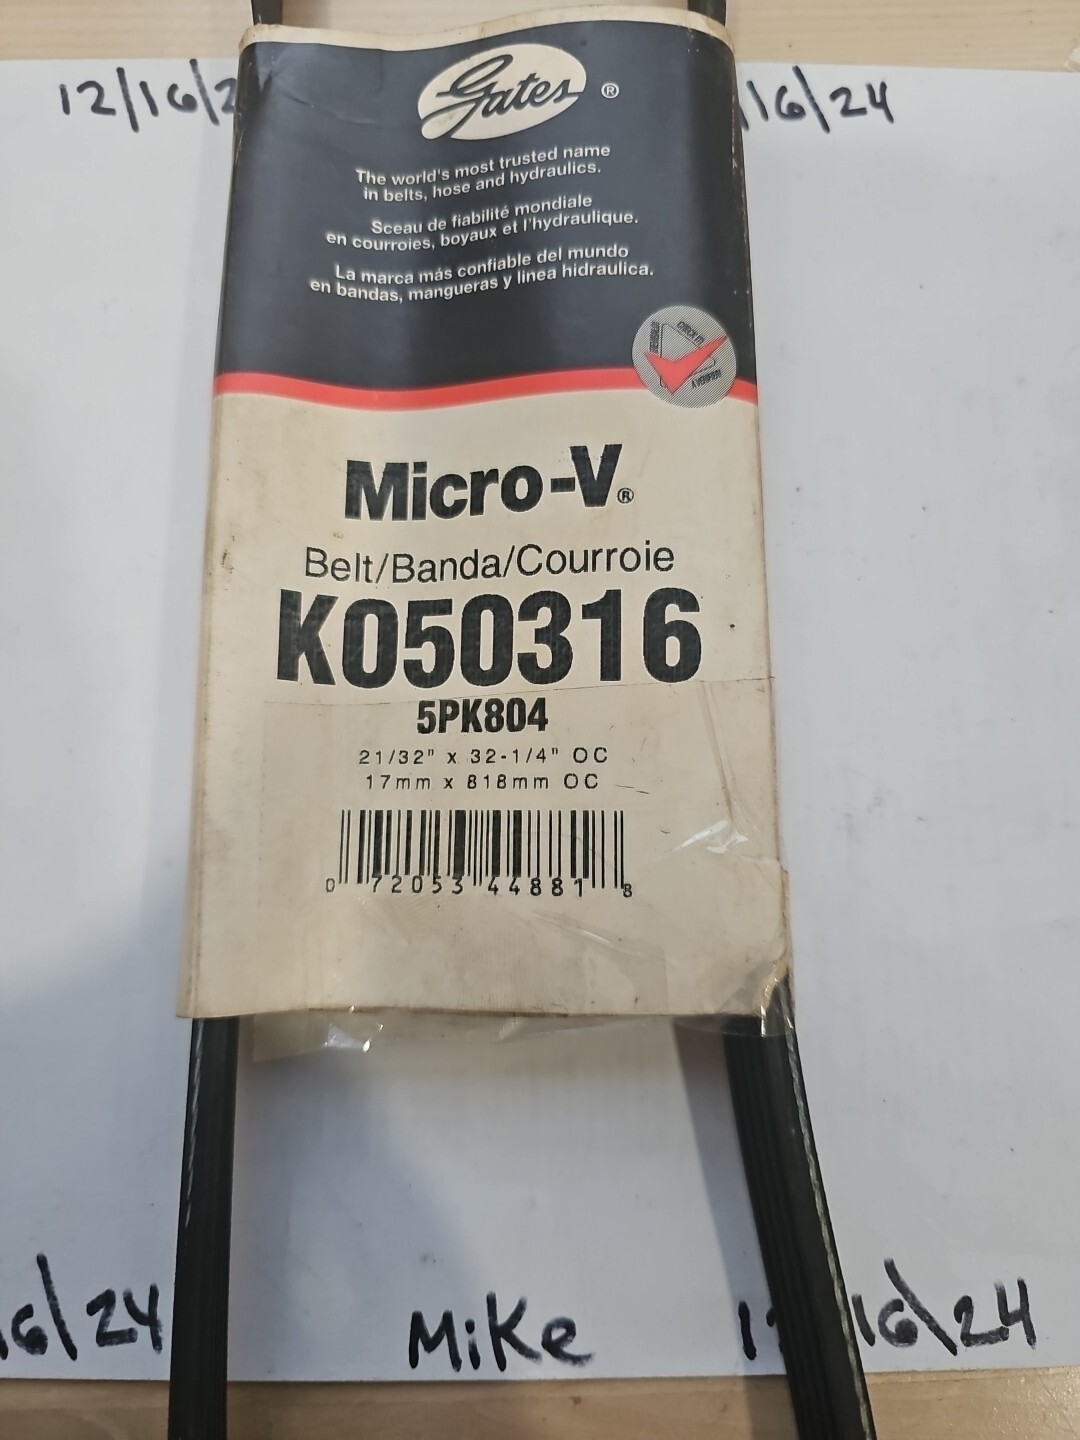 12/16/2
/16/24
Gates ®
The world's most trusted name
in belts, hose and hydraulics.
Sceau de fiabilité mondiale
en courroies, boyaux et l'hydraulique.
La marca más confiable del mundo
en bandas, mangueras y linea hidraulica.
CHECK IT!
Micro-V®
Belt/Banda/Courroie
K050316
5PK804
21/32" x 32-1/4" OC
17mm x 818mm OC
0 72053 44881 8
16/24
Mike
16/24